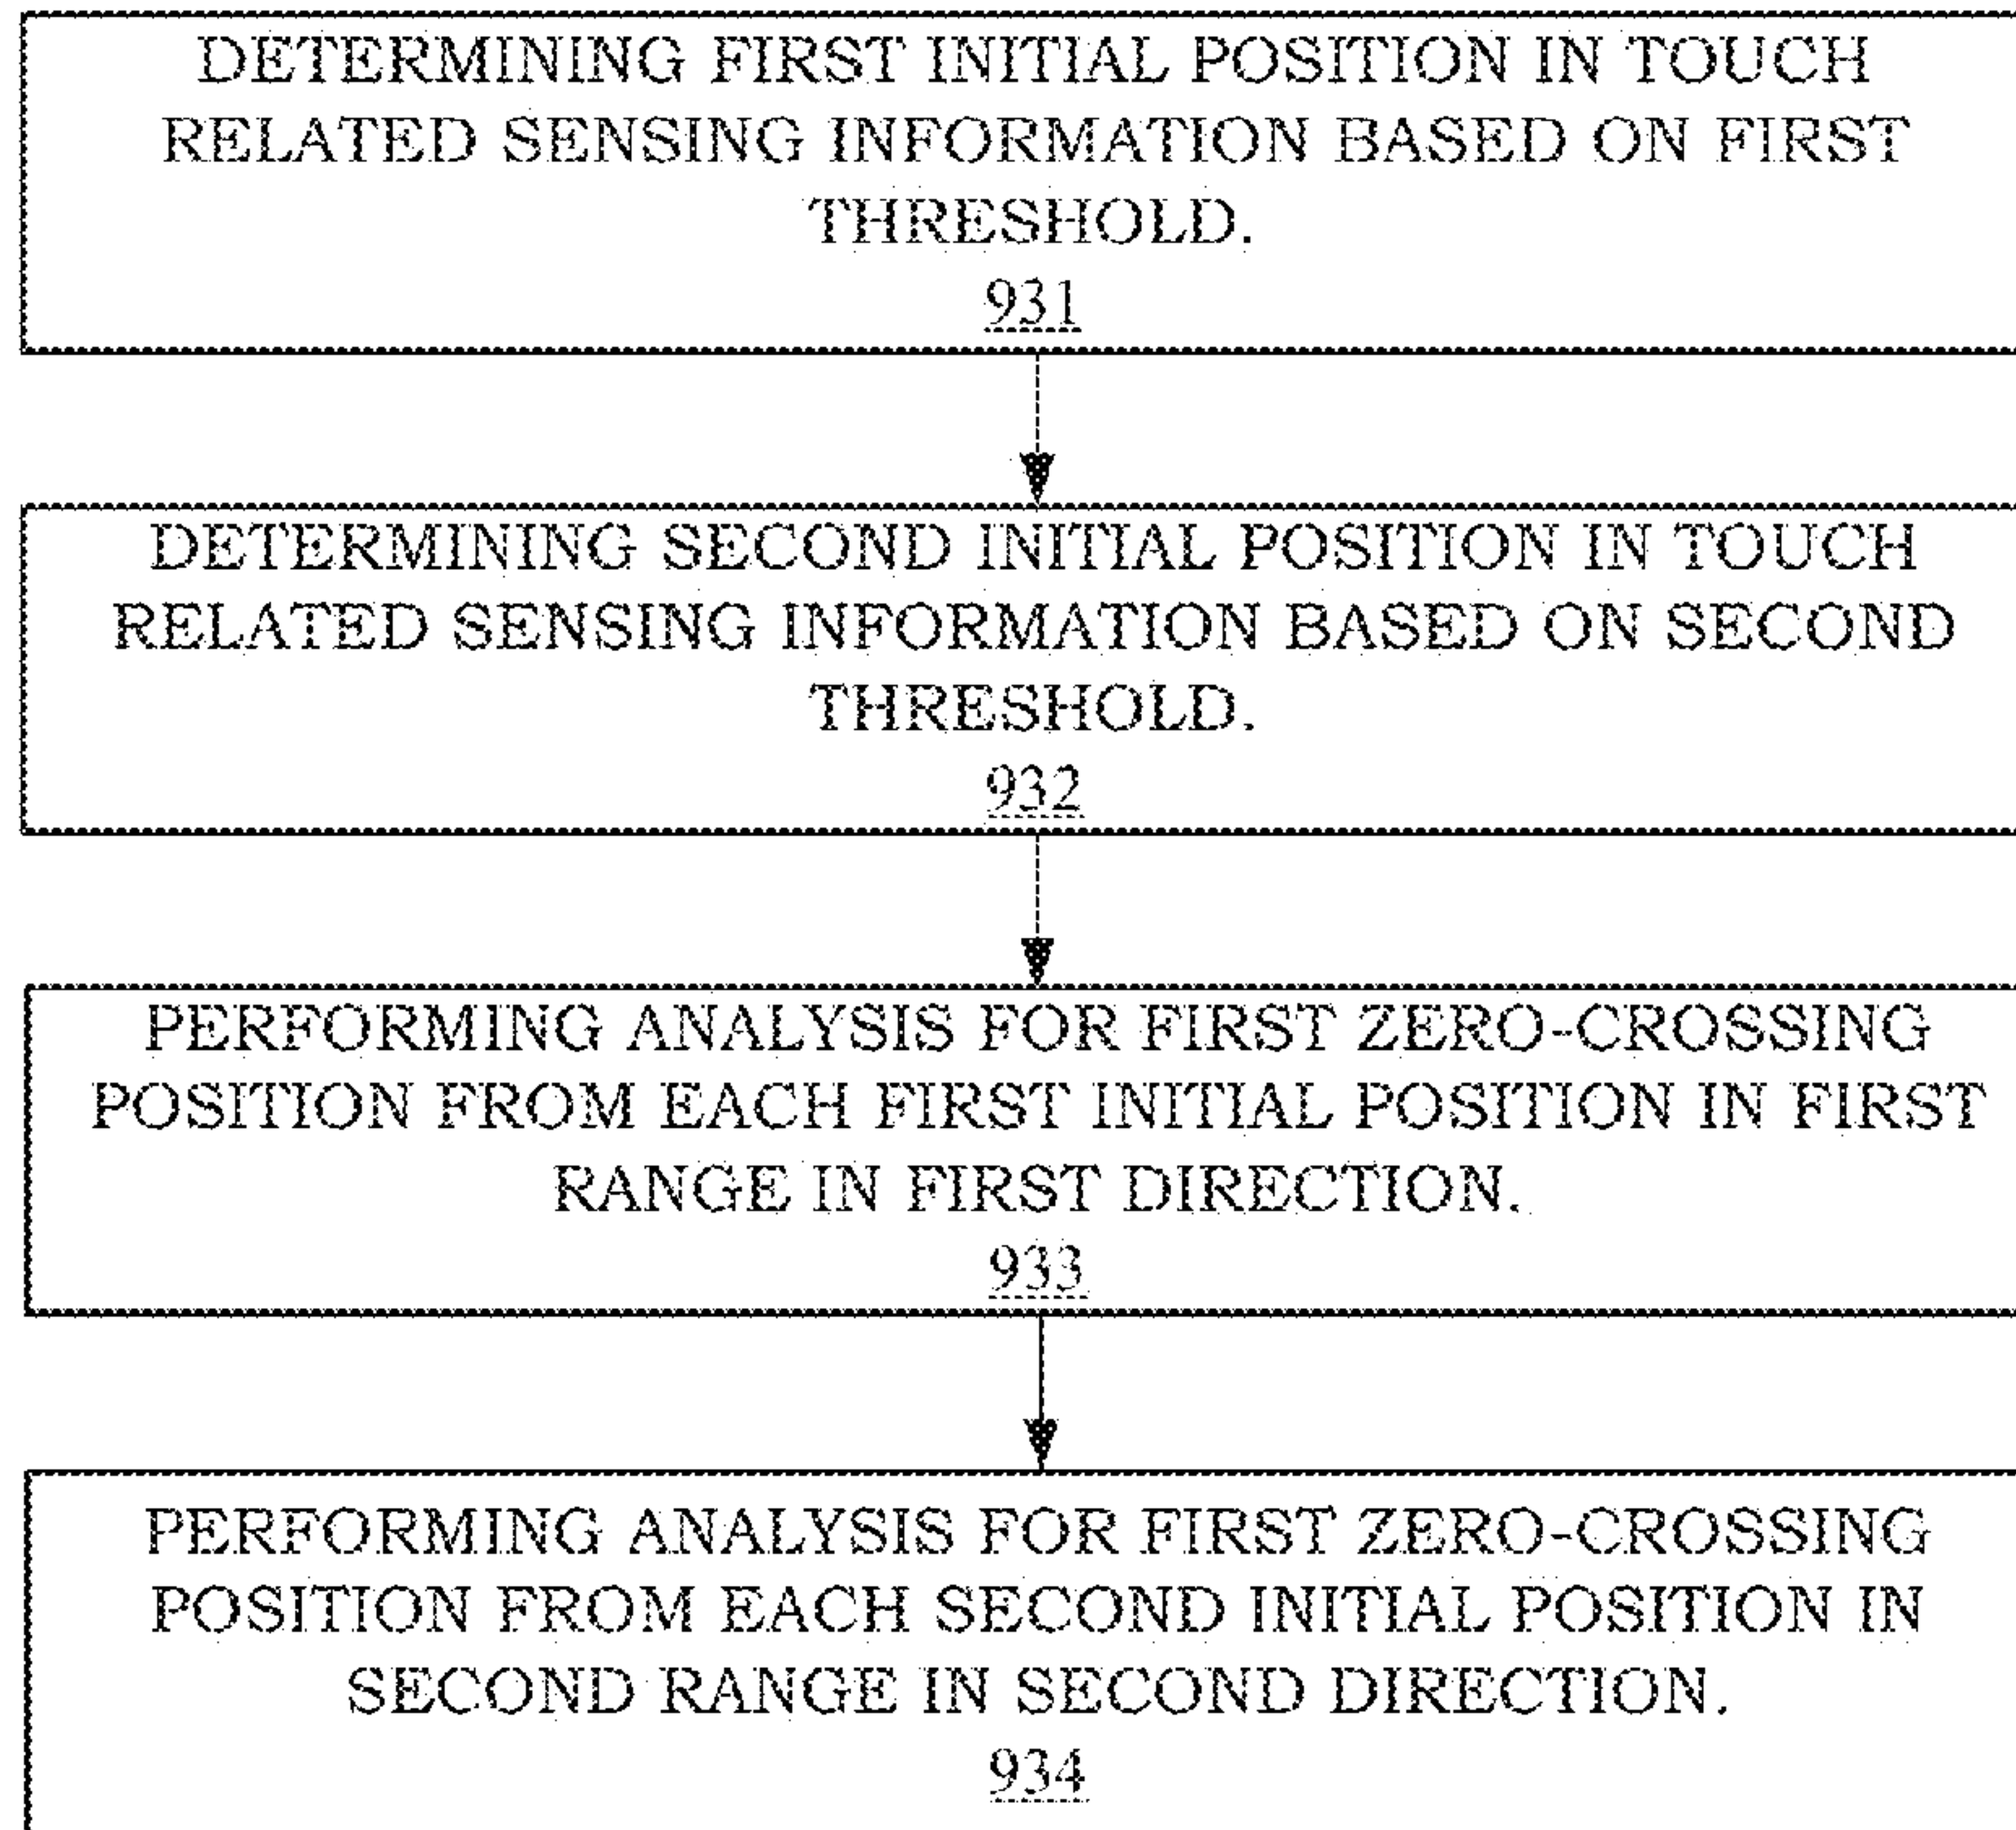 DETERMINING FIRST INITIAL POSITION IN TOUCH
RELATED SENSING INFORMATION BASED ON FIRST
THRESHOLD.
931
DETERMINING SECOND INITIAL POSITION IN TOUCH
RELATED SENSING INFORMATION BASED ON SECOND
THRESHOLD.
932
PERFORMING ANALYSIS FOR FIRST ZERO-CROSSING
POSITION FROM EACH FIRST INITIAL POSITION IN FIRST
RANGE IN FIRST DIRECTION.
933
PERFORMING ANALYSIS FOR FIRST ZERO-CROSSING
POSITION FROM EACH SECOND INITIAL POSITION IN
SECOND RANGE IN SECOND DIRECTION.
934